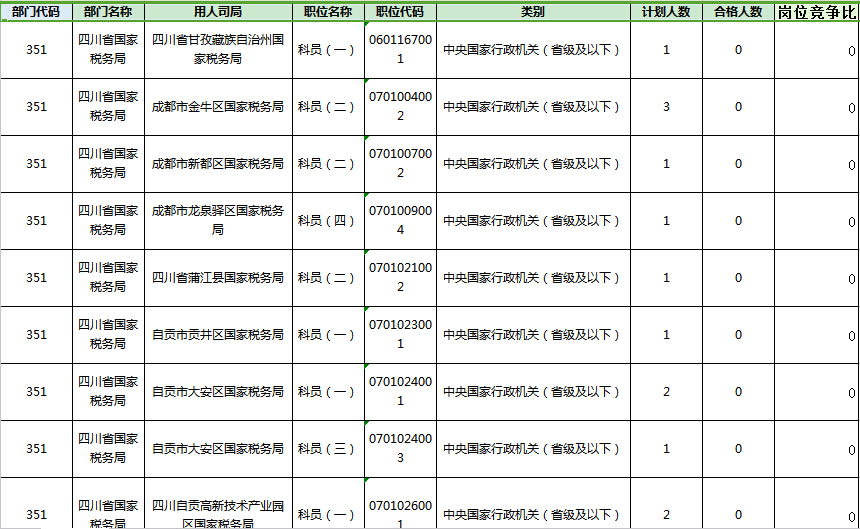 部门代码 部门名称 用人司局 职位名称 职位代码 类别 计划人数 合格人数 岗位竞争比
351 四川省国家税务局 四川省甘孜藏族自治州国家税务局 科员（一） 0601167001 中央国家行政机关（省级及以下） 1 0 0
351 四川省国家税务局 成都市金牛区国家税务局 科员（二） 0701004002 中央国家行政机关（省级及以下） 3 0 0
351 四川省国家税务局 成都市新都区国家税务局 科员（二） 0701007002 中央国家行政机关（省级及以下） 1 0 0
351 四川省国家税务局 成都市龙泉驿区国家税务局 科员（四） 0701009004 中央国家行政机关（省级及以下） 1 0 0
351 四川省国家税务局 四川省蒲江县国家税务局 科员（二） 0701021002 中央国家行政机关（省级及以下） 1 0 0
351 四川省国家税务局 自贡市贡井区国家税务局 科员（一） 0701023001 中央国家行政机关（省级及以下） 1 0 0
351 四川省国家税务局 自贡市大安区国家税务局 科员（一） 0701024001 中央国家行政机关（省级及以下） 2 0 0
351 四川省国家税务局 自贡市大安区国家税务局 科员（三） 0701024003 中央国家行政机关（省级及以下） 1 0 0
351 四川省国家税务局 四川自贡高新技术产业园区国家税务局 科员（一） 0701026001 中央国家行政机关（省级及以下） 2 0 0